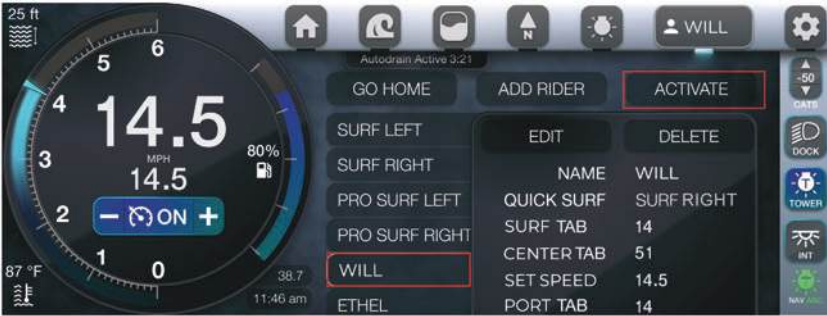 25 ft
WILL
Autodrain Active 3:21
GO HOME
ADD RIDER
ACTIVATE
SURF LEFT
SURF RIGHT
PRO SURF LEFT
PRO SURF RIGHT
WILL
ETHEL
EDIT
DELETE
NAME WILL
QUICK SURF SURF RIGHT
SURF TAB 14
CENTER TAB 51
SET SPEED 14.5
PORT TAB 14
6
5
4
3
2
1
0
14.5
MPH
14.5
ON
80%
87 °F
38.7
11:46 am
N
-50
CATS
DOCK
T
TOWER
INT
NAV ANC